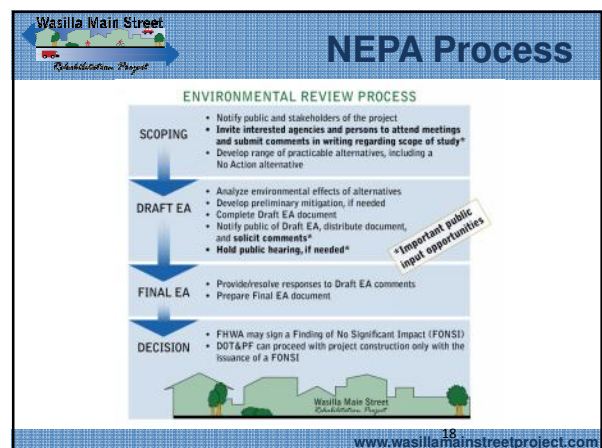 Wasilla Main Street
Rehabilitation Project
NEPA Process
ENVIRONMENTAL REVIEW PROCESS
SCOPING
• Notify public and stakeholders of the project
• Invite interested agencies and persons to attend meetings
and submit comments in writing regarding scope of study*
• Develop range of practicable alternatives, including a
No Action alternative
DRAFT EA
• Analyze environmental effects of alternatives
• Develop preliminary mitigation, if needed
• Complete Draft EA document
• Notify public of Draft EA, distribute document,
and solicit comments*
• Hold public hearing, if needed*
*Important public
input opportunities
FINAL EA
• Provide/resolve responses to Draft EA comments
• Prepare Final EA document
DECISION
• FHWA may sign a Finding of No Significant Impact (FONSI)
• DOT&PF can proceed with project construction only with the
issuance of a FONSI
Wasilla Main Street
Rehabilitation Project
18
www.wasillamainstreetproject.com